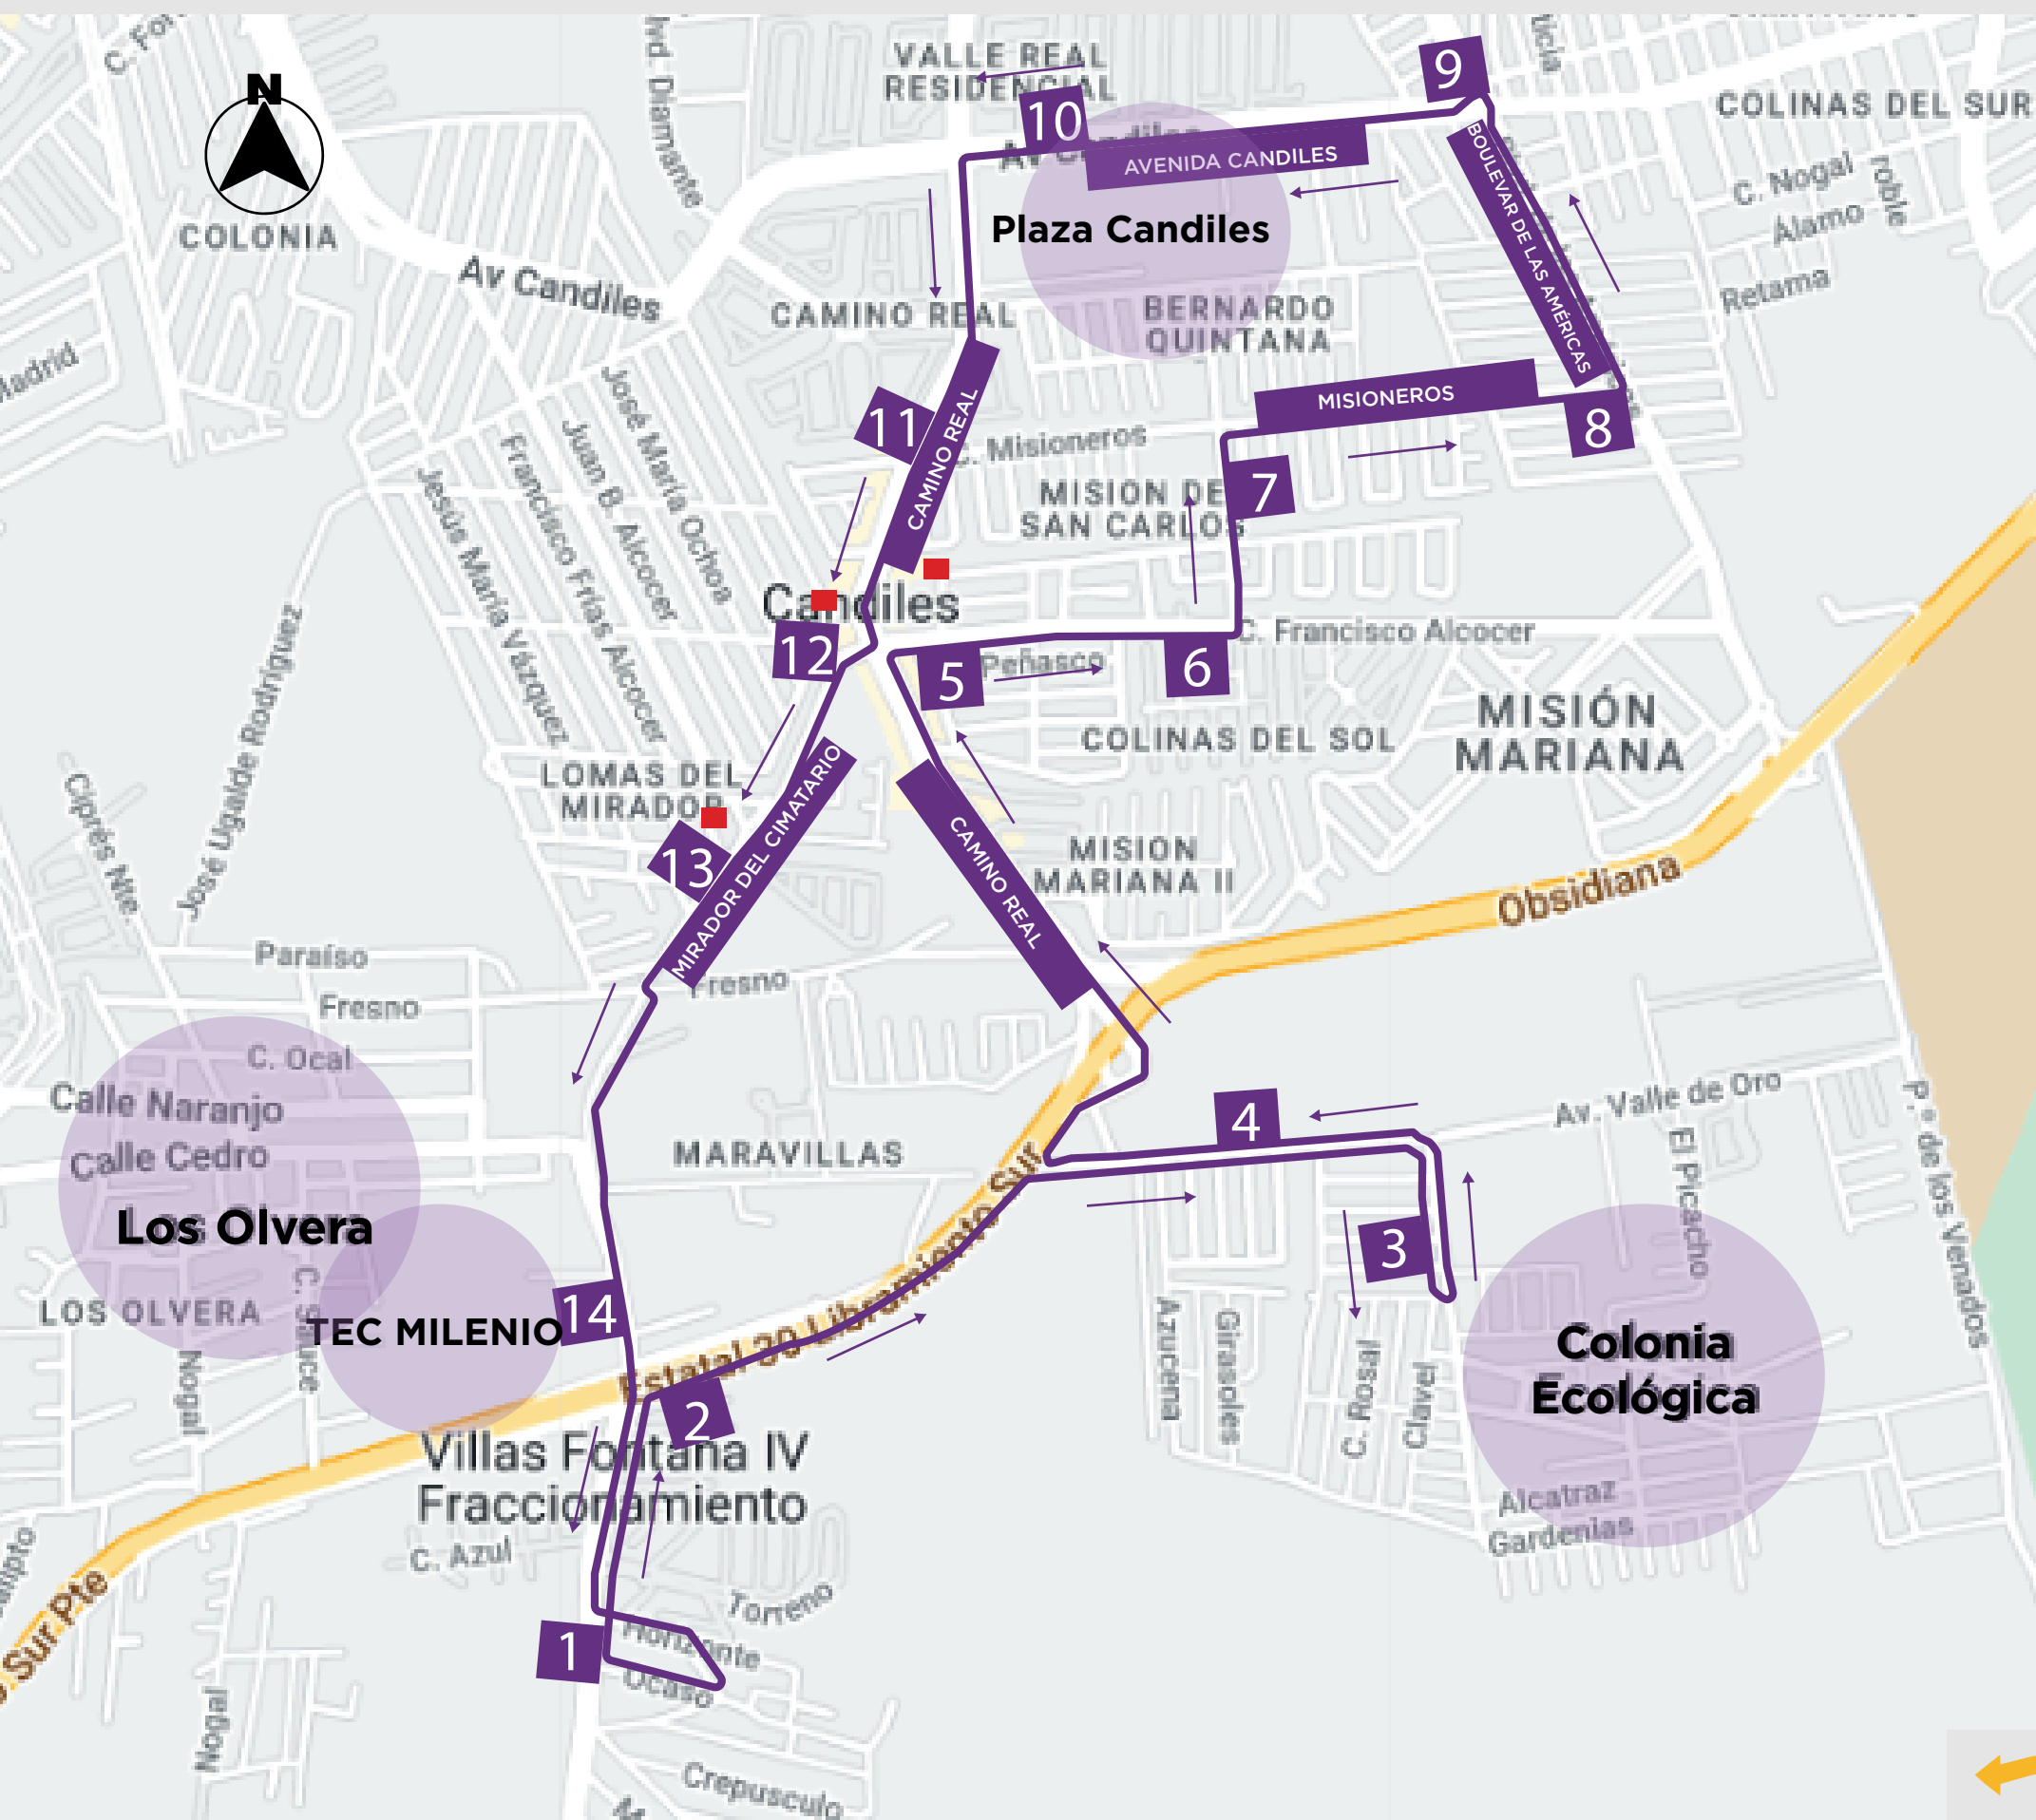 N
COLONIA
Av Candiles
VALLE REAL
RESIDENCIAL
10
9
COLINAS DEL SUR
AVENIDA CANDILES
Plaza Candiles
BOULEVAR DE LAS AMÉRICAS
C. Nogal
roble
Álamo
Retama
CAMINO REAL
BERNARDO
QUINTANA
MISIONEROS
8
11
CAMINO REAL
C. Misioneros
7
MISION DE
SAN CARLOS
José María Ochoa
Juan B. Alcocer
Francisco Frías Alcocer
Jesús María Vázquez
José Ugalde Rodríguez
Madrid
Candiles
12
5
Peñasco
6
C. Francisco Alcocer
COLINAS DEL SOL
MISIÓN
MARIANA
LOMAS DEL
MIRADOR
13
MIRADOR DEL CIMATARIO
CAMINO REAL
MISION
MARIANA II
Obsidiana
Ciprés Nte.
Paraíso
Fresno
Fresno
C. Ocal
Calle Naranjo
Calle Cedro
Los Olvera
LOS OLVERA
C. Sauce
Nogal
TEC MILENIO
14
MARAVILLAS
4
Av. Valle de Oro
El Picacho
P.º de los Venados
3
Estatal 30 Libramiento Sur
2
Azucena
Girasoles
C. Rosal
Clavel
Colonia
Ecológica
Alcatraz
Gardenias
Villas Fontana IV
Fraccionamiento
C. Azul
Torreno
1
Horizonte
Ocaso
Sur Pte
Nogal
Crepusculo